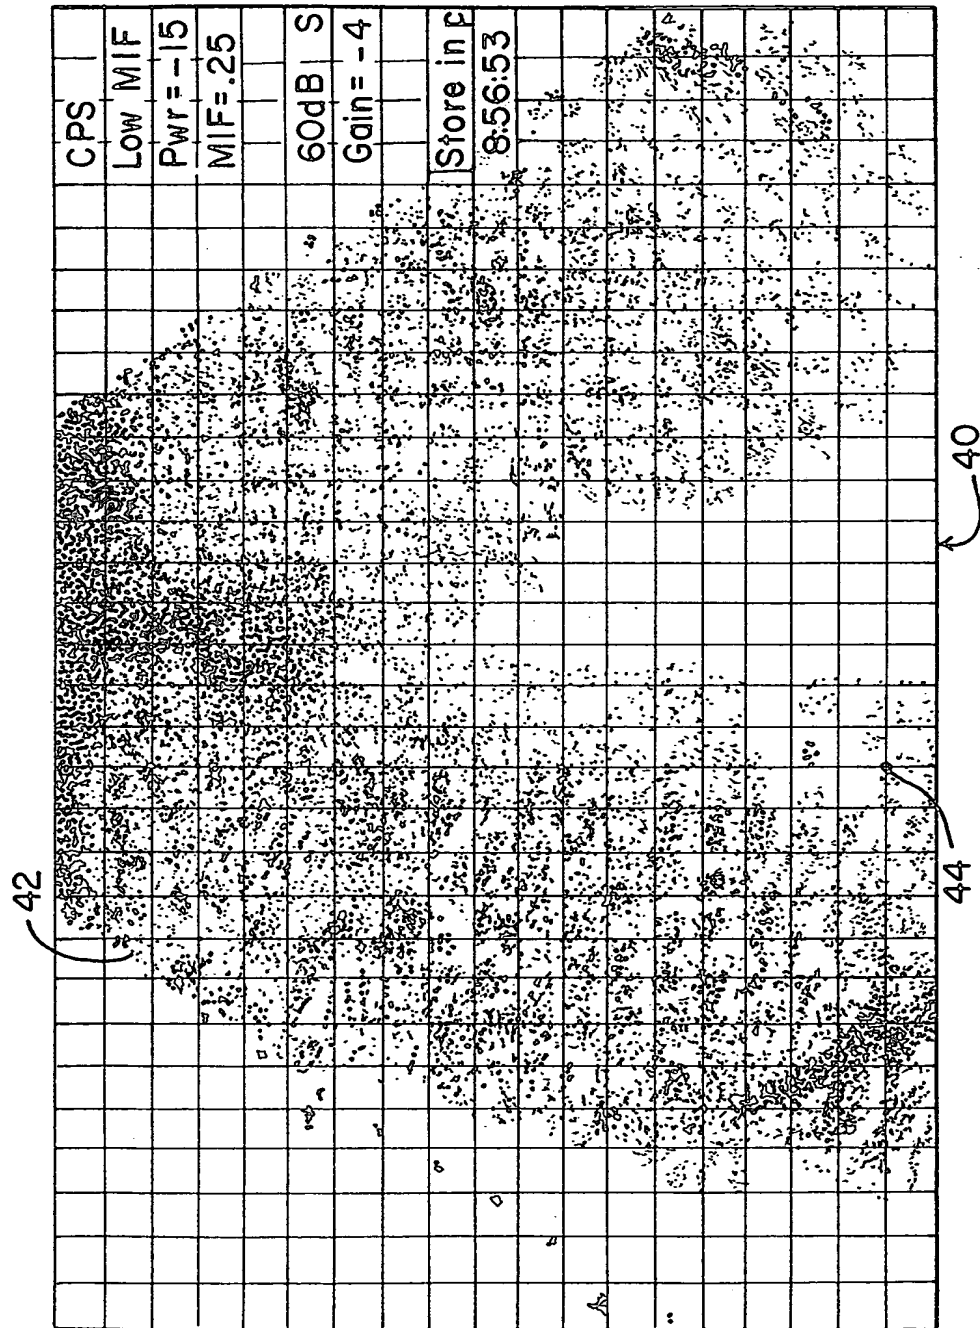 CPS
Low MIF
Pwr=-15
MIF=.25
60dB S
Gain=-4
Store in p
8:56:53
42
44
40